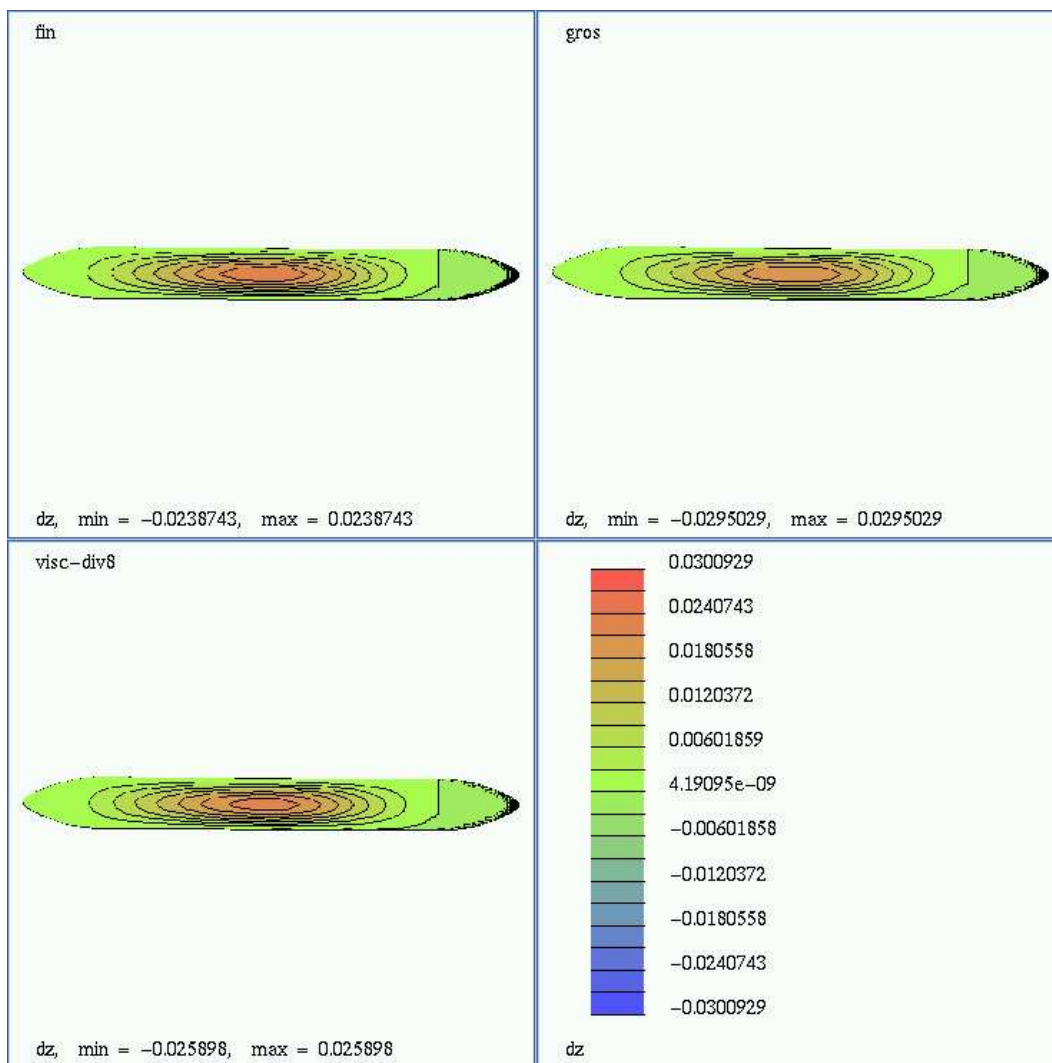 fin
gros
dz, min = -0.0238743, max = 0.0238743
dz, min = -0.0295029, max = 0.0295029
visc-div8
0.0300929
0.0240743
0.0180558
0.0120372
0.00601859
4.19095e-09
-0.00601858
-0.0120372
-0.0180558
-0.0240743
-0.0300929
dz, min = -0.025898, max = 0.025898
dz